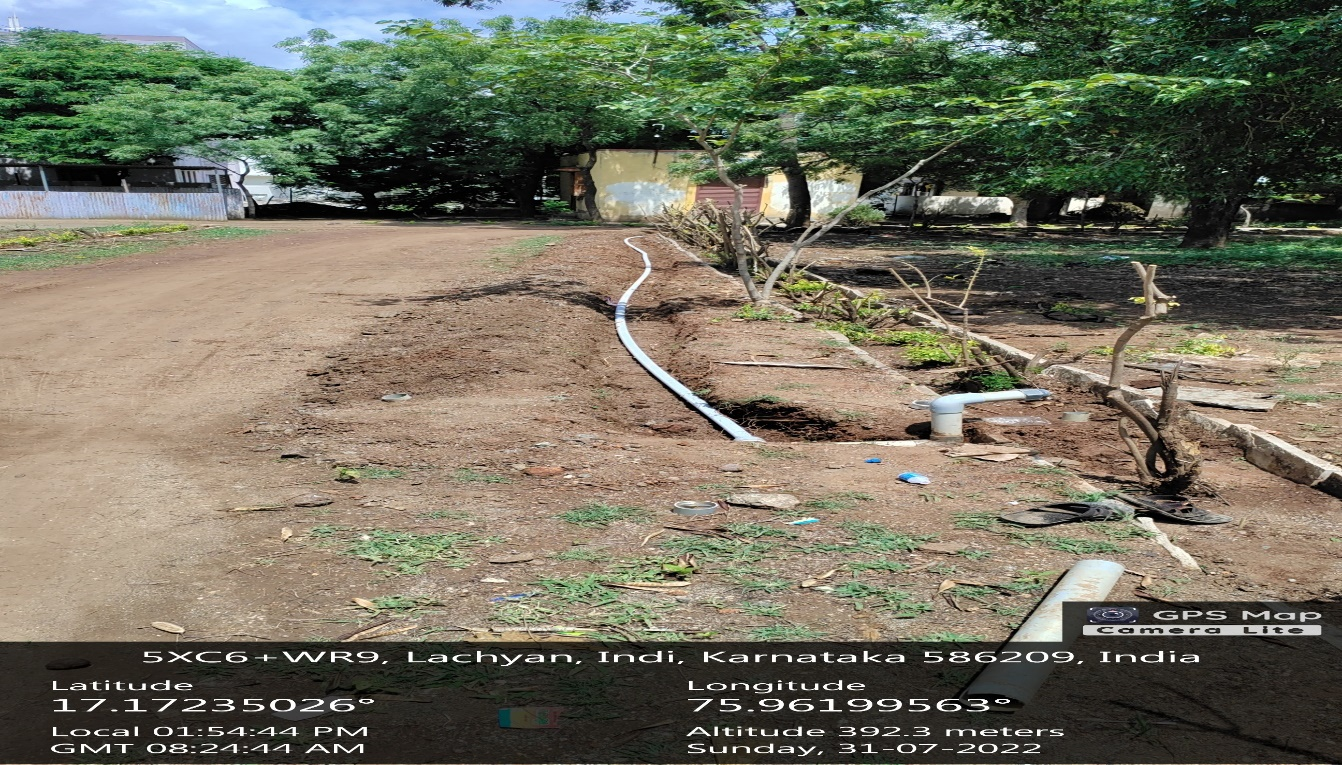 GPS Map
Camera Lite
5XC6+WR9, Lachyan, Indi, Karnataka 586209, India
Latitude
17.17235026°
Longitude
75.96199563°
Local 01:54:44 PM
GMT 08:24:44 AM
Altitude 392.3 meters
Sunday, 31-07-2022